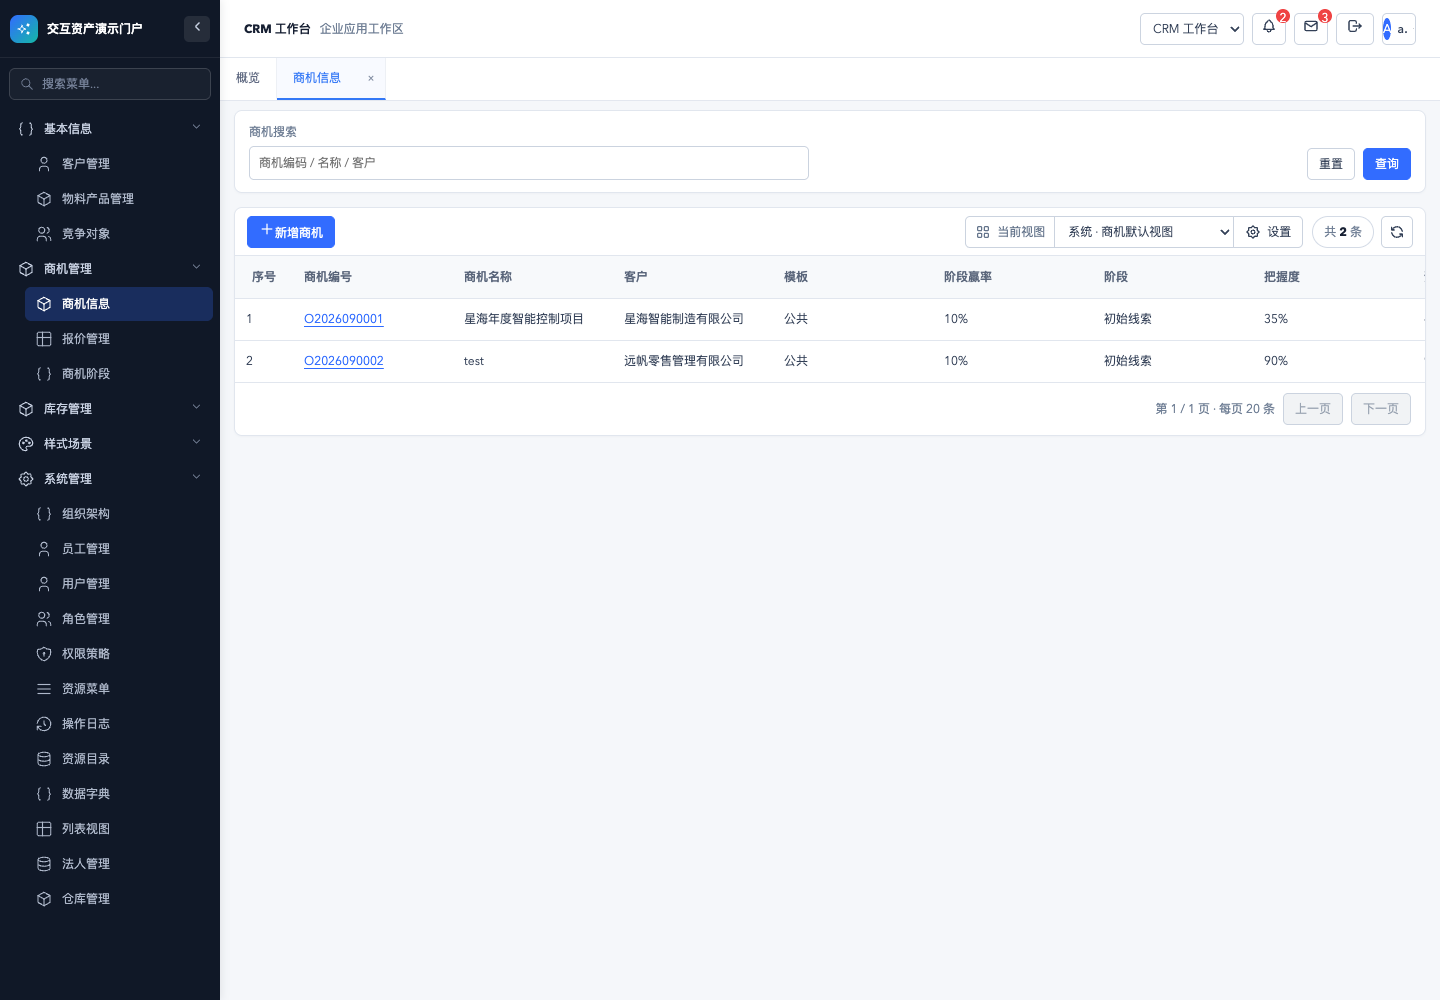 交互资产演示门户
搜索菜单...
基本信息
客户管理
物料产品管理
竞争对象
商机管理
商机信息
报价管理
商机阶段
库存管理
样式场景
系统管理
组织架构
员工管理
用户管理
角色管理
权限策略
资源菜单
操作日志
资源目录
数据字典
列表视图
法人管理
仓库管理
CRM 工作台 企业应用工作区
CRM 工作台 2 3 A a.
概览 商机信息 ×
商机搜索
商机编码 / 名称 / 客户
重置 查询
新增商机 当前视图 系统 · 商机默认视图 设置 共 2 条
序号 商机编号 商机名称 客户 模板 阶段赢率 阶段 把握度
1 O2026090001 星海年度智能控制项目 星海智能制造有限公司 公共 10% 初始线索 35%
2 O2026090002 test 远帆零售管理有限公司 公共 10% 初始线索 90%
第 1 / 1 页 · 每页 20 条 上一页 下一页